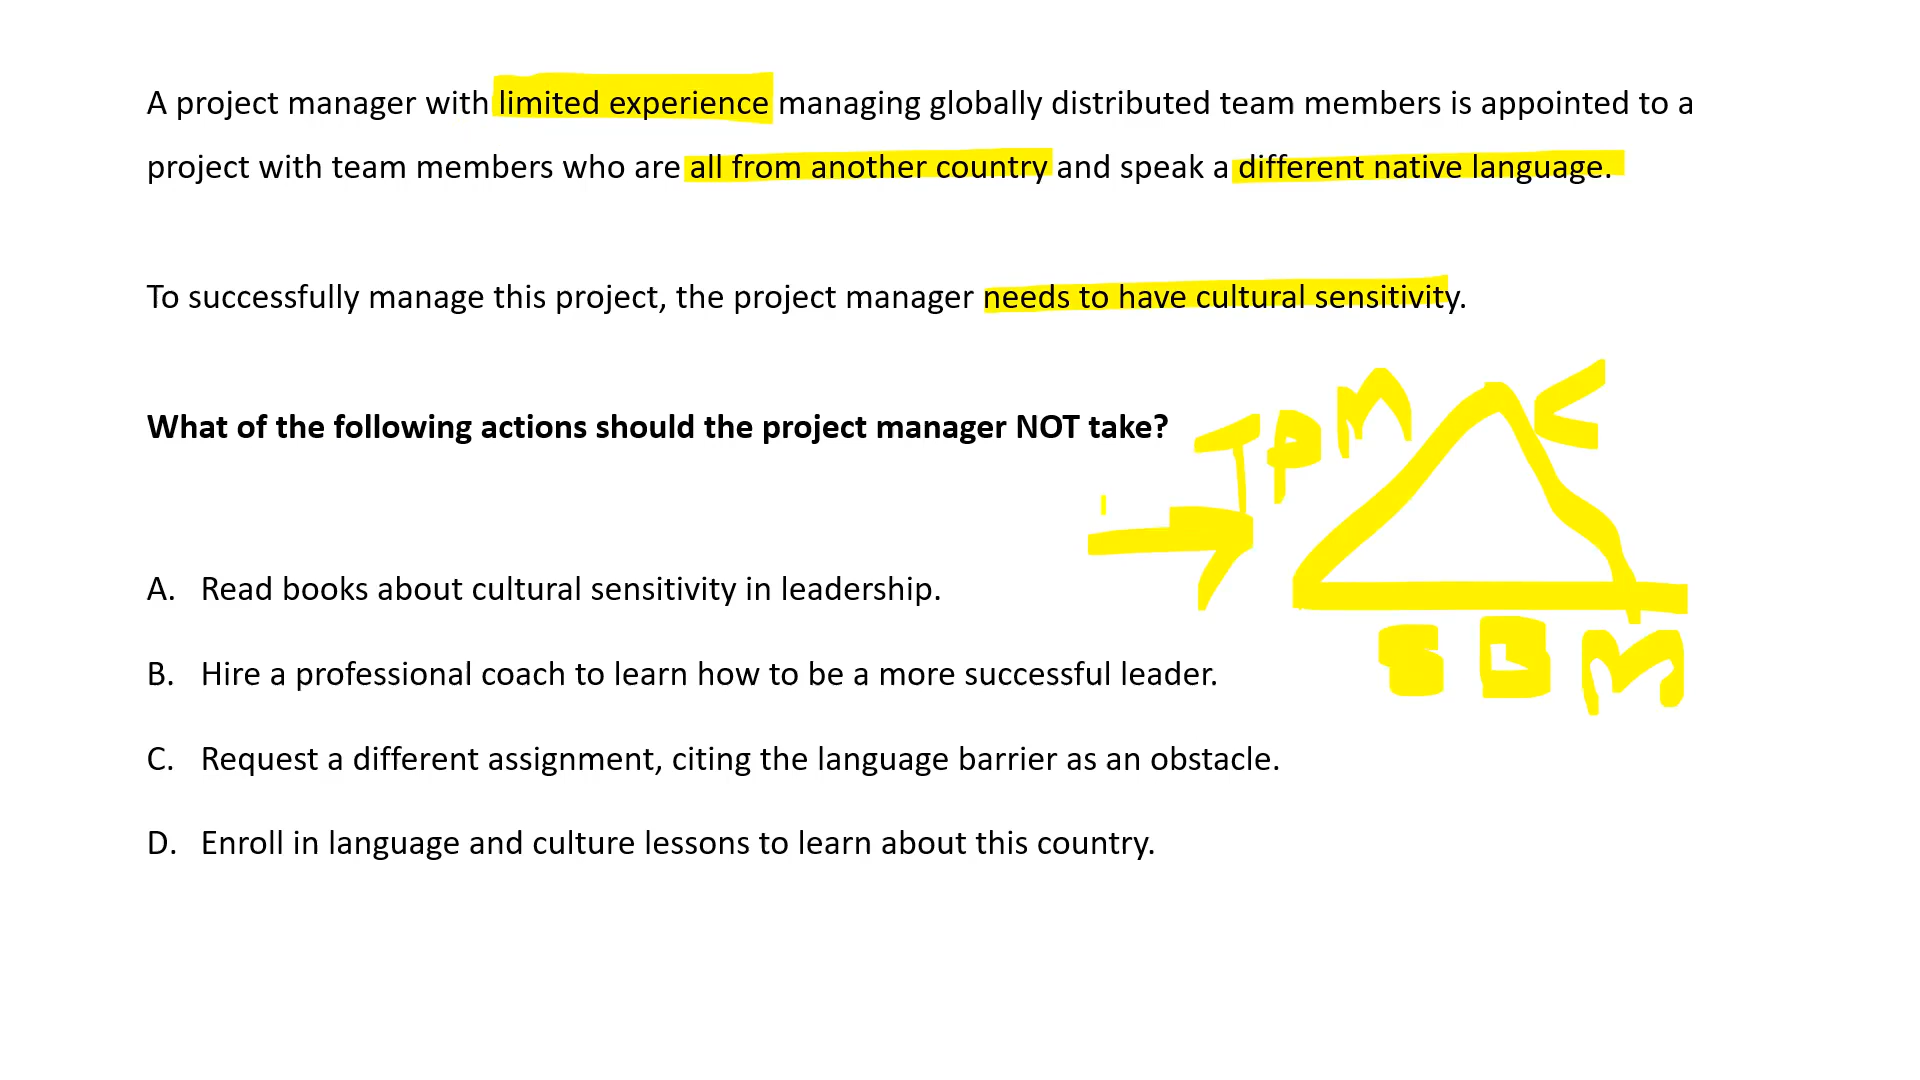 A project manager with limited experience managing globally distributed team members is appointed to a
project with team members who are all from another country and speak a different native language.
To successfully manage this project, the project manager needs to have cultural sensitivity.
What of the following actions should the project manager NOT take?
A. Read books about cultural sensitivity in leadership.
B. Hire a professional coach to learn how to be a more successful leader.
C. Request a different assignment, citing the language barrier as an obstacle.
D. Enroll in language and culture lessons to learn about this country.